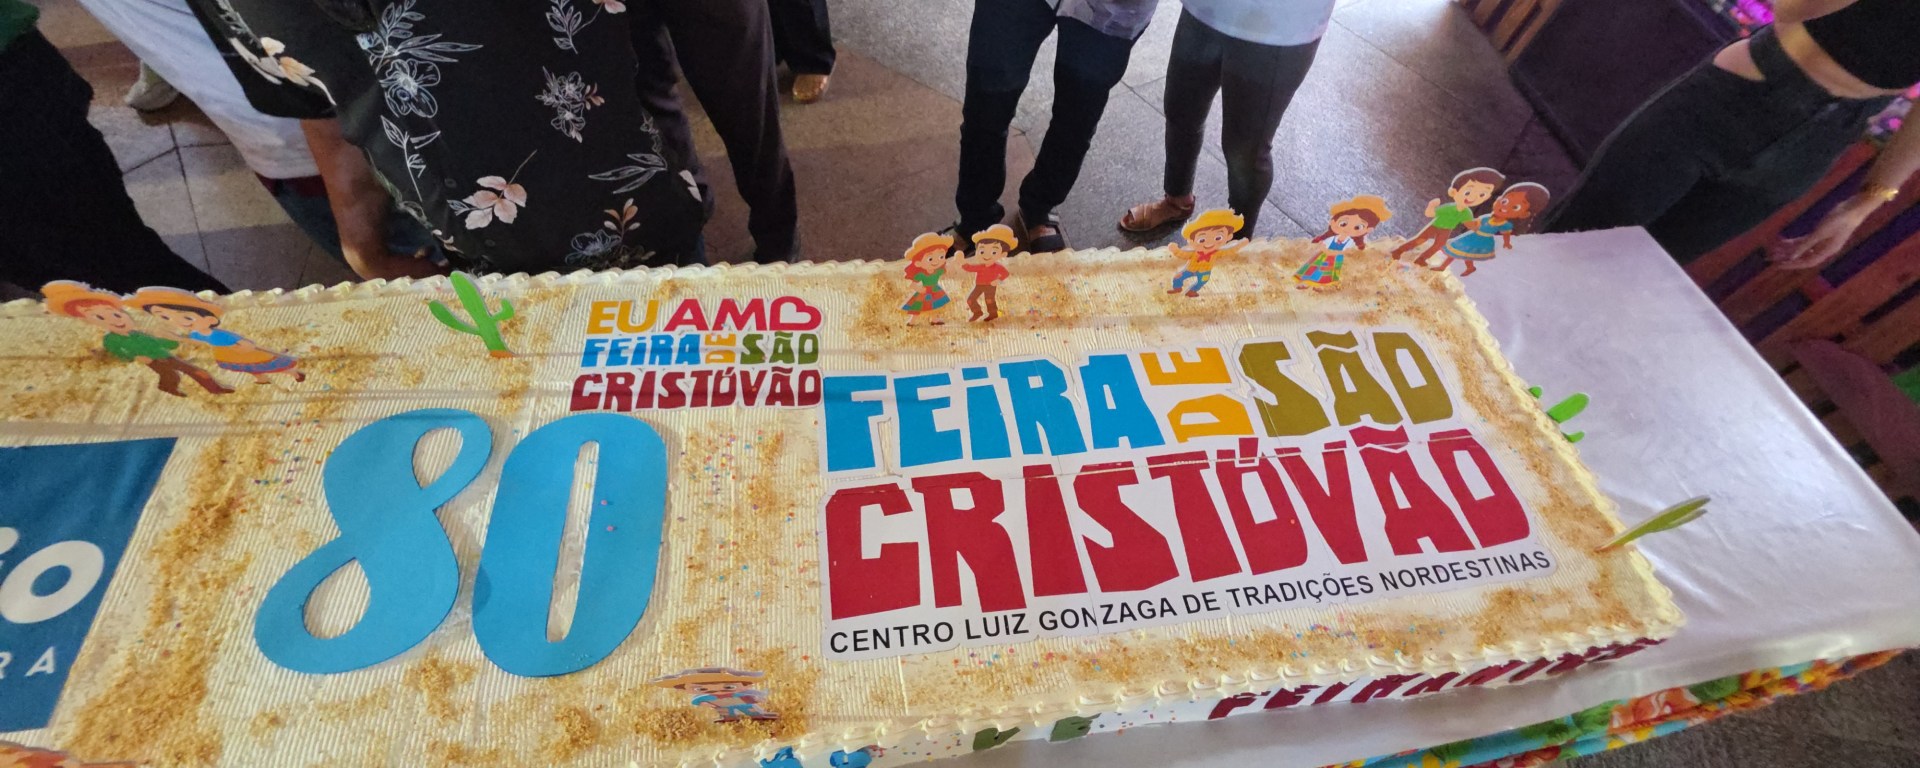 EU AMO
FEIRA DE SÃO
CRISTÓVÃO
80
FEIRA DE SÃO
CRISTÓVÃO
CENTRO LUIZ GONZAGA DE TRADIÇÕES NORDESTINAS